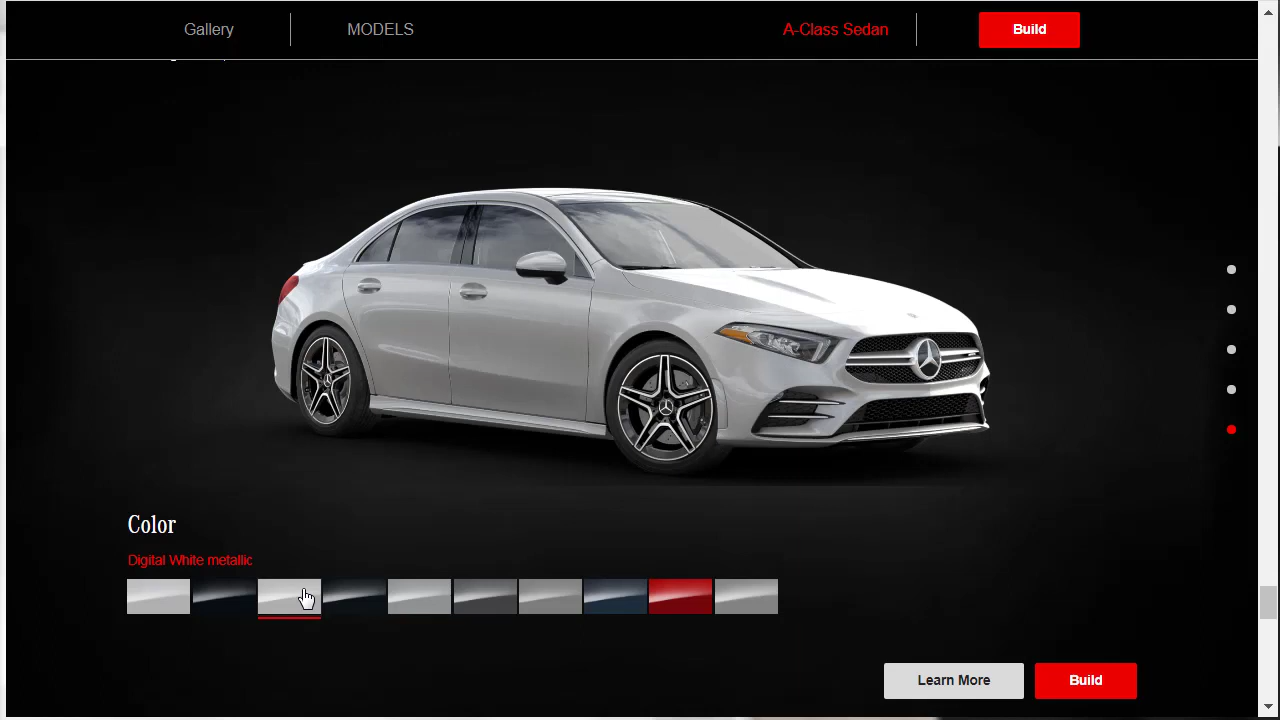 Gallery
MODELS
A-Class Sedan
Build
Color
Digital White metallic
Learn More
Build